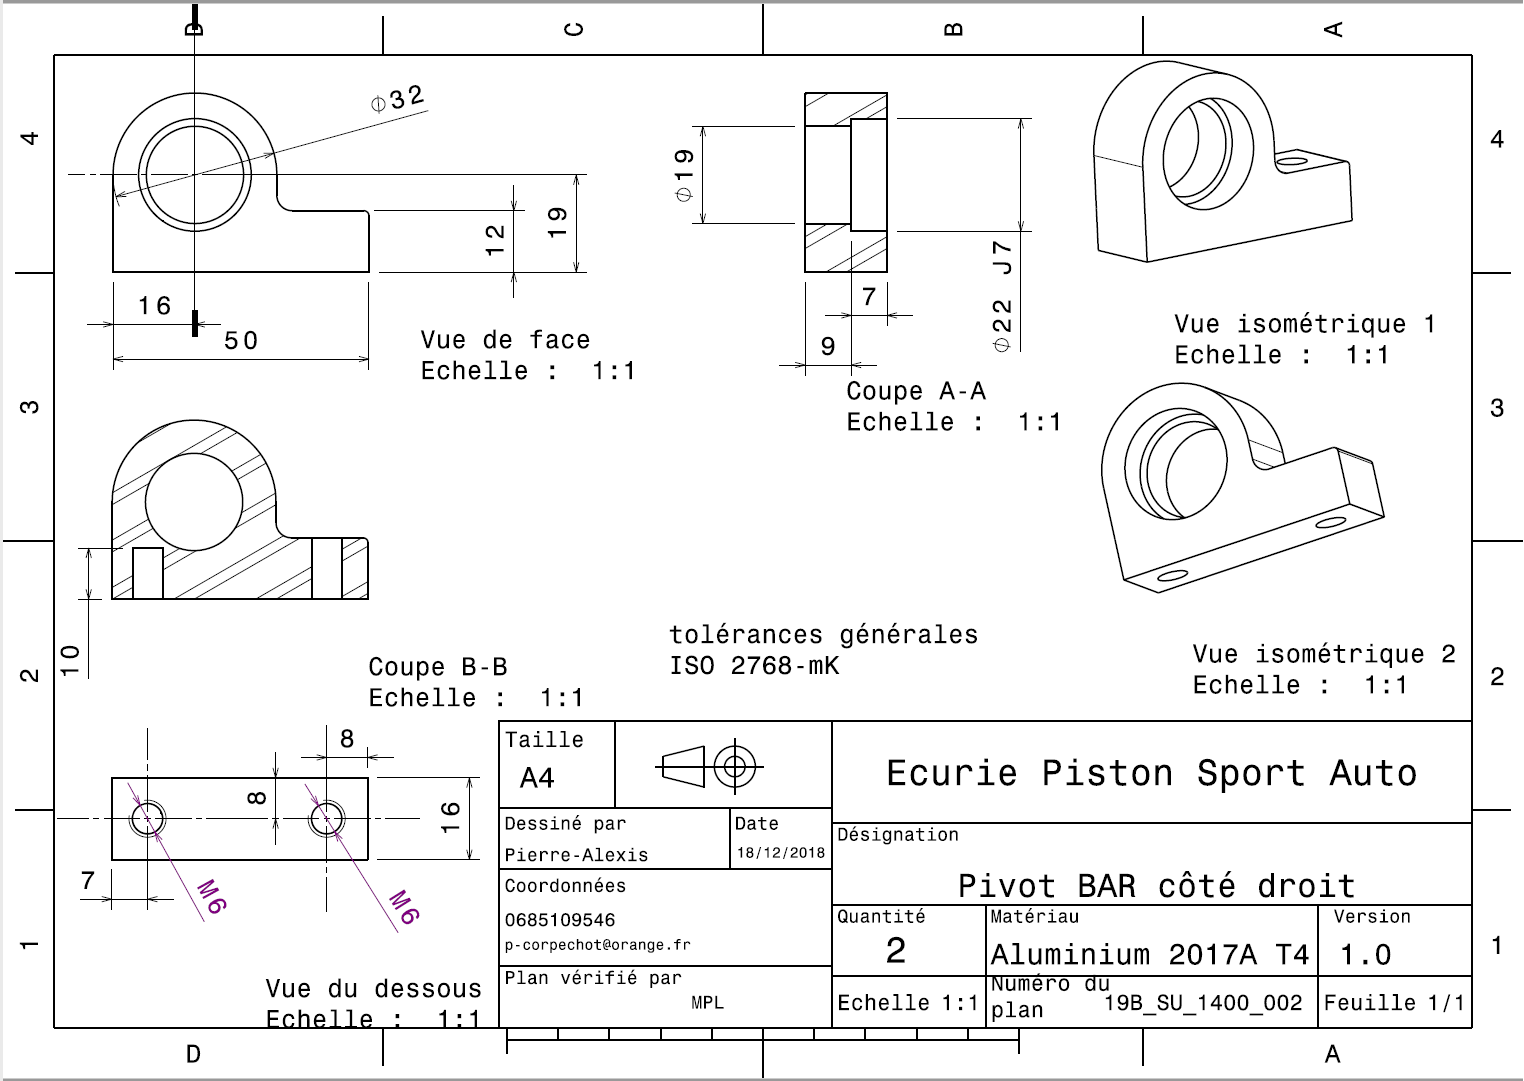 D
C
B
A
4
4
⌀32
⌀19
12
19
16
50
7
9
⌀22 J7
Vue de face
Echelle : 1:1
Coupe A-A
Echelle : 1:1
Vue isométrique 1
Echelle : 1:1
3
3
10
Coupe B-B
Echelle : 1:1
tolérances générales
ISO 2768-mK
Vue isométrique 2
Echelle : 1:1
2
2
8
8
16
7
M6
M6
Vue du dessous
Echelle : 1:1
1
1
Taille
A4
Ecurie Piston Sport Auto
Dessiné par
Pierre-Alexis
Date
18/12/2018
Désignation
Pivot BAR côté droit
Coordonnées
0685109546
p-corpechot@orange.fr
Quantité
2
Matériau
Aluminium 2017A T4
Version
1.0
Plan vérifié par
MPL
Echelle 1:1
Numéro du
plan
19B_SU_1400_002
Feuille 1/1
D
A